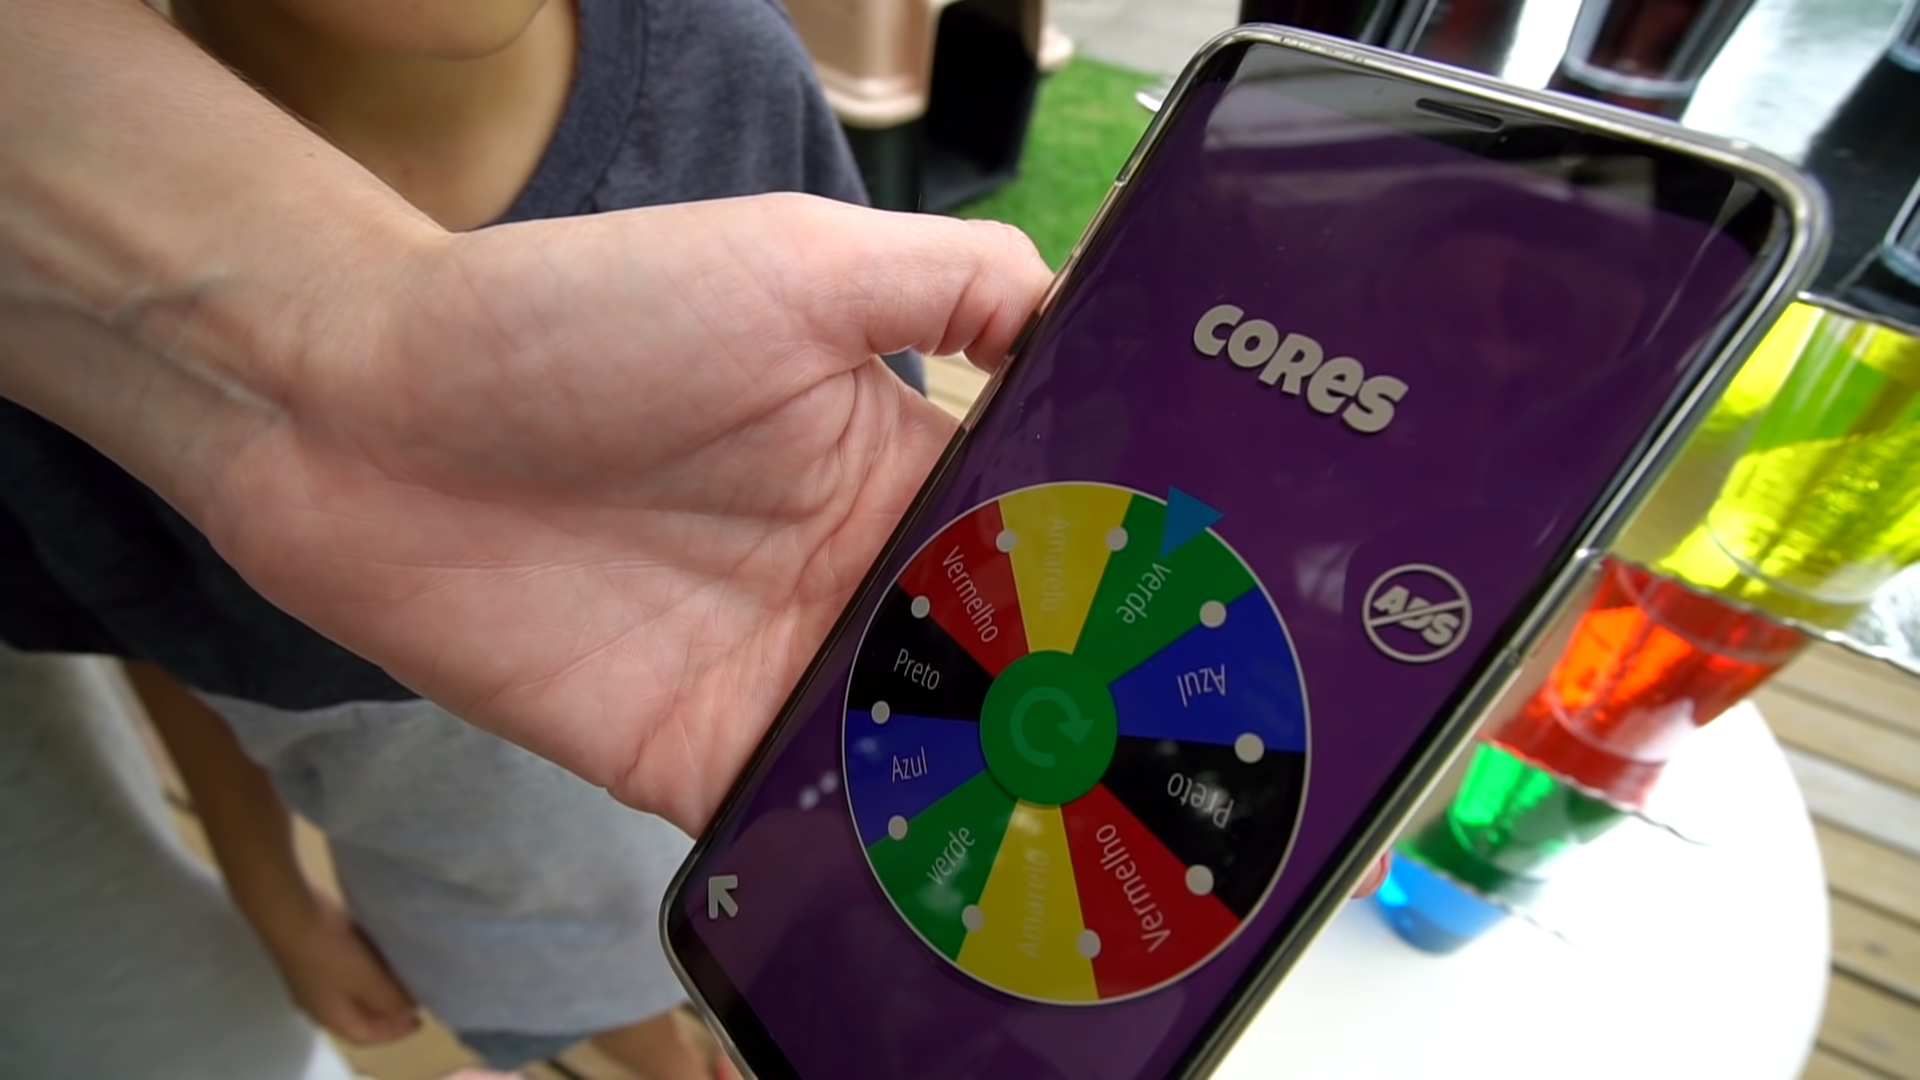 CORES
ADS
Amarelo
verde
Azul
Preto
Vermelho
Amarelo
verde
Azul
Preto
Vermelho